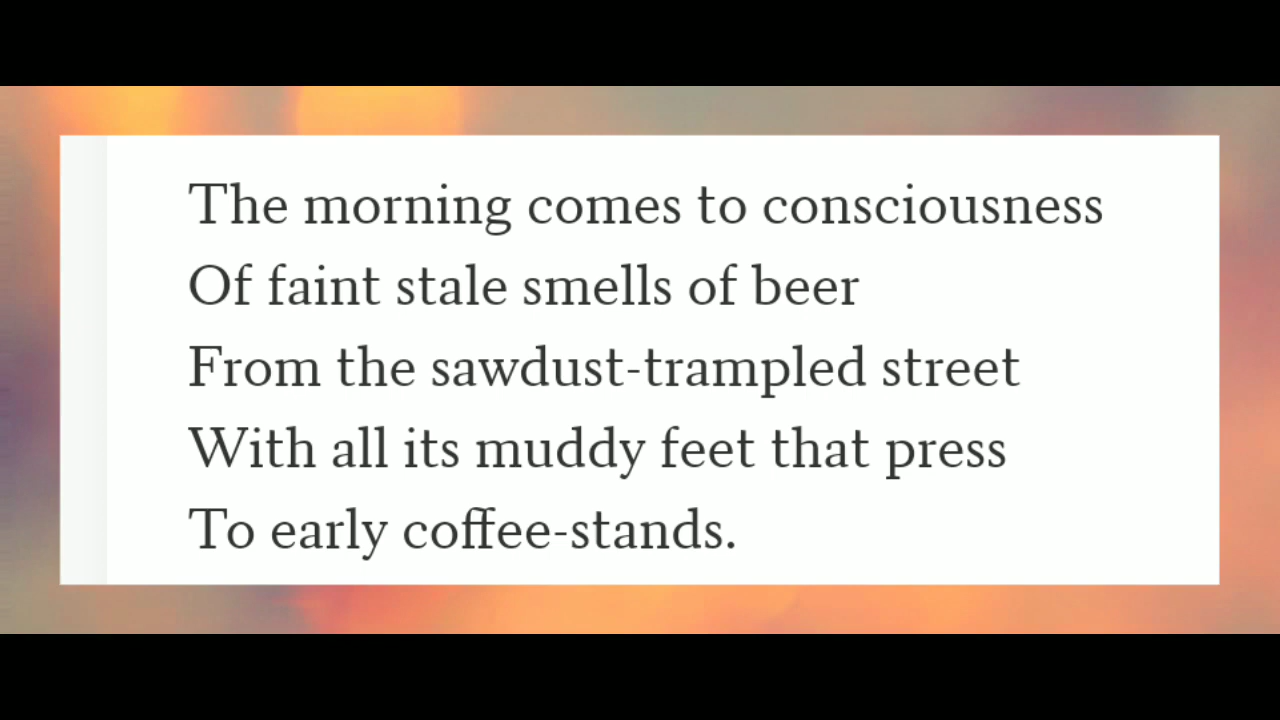 The morning comes to consciousness
Of faint stale smells of beer
From the sawdust-trampled street
With all its muddy feet that press
To early coffee-stands.